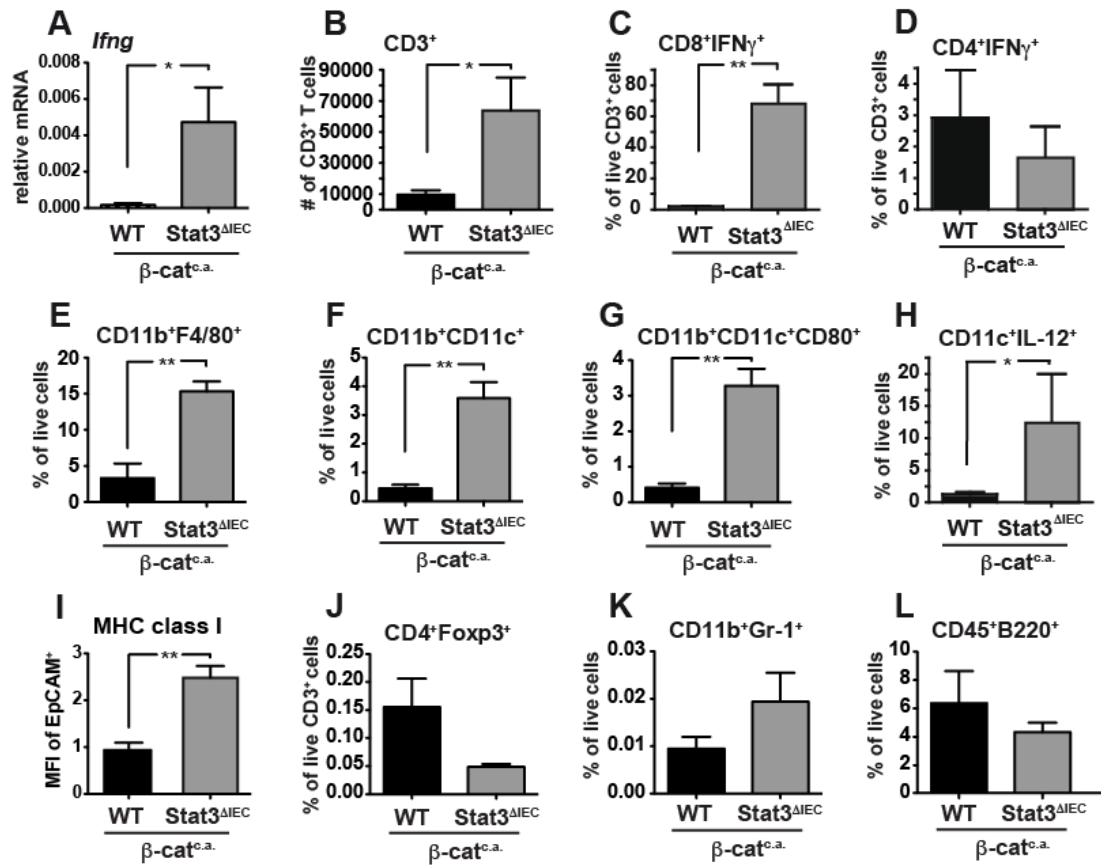 A
Ifng
*
relative mRNA
0.008
0.006
0.004
0.002
0.000
WT Stat3ΔIEC
β-catc.a.
B
CD3+
*
# of CD3+ T cells
90000
80000
70000
60000
50000
40000
30000
20000
10000
0
WT Stat3ΔIEC
β-catc.a.
C
CD8+IFNγ+
**
% of live CD3+ cells
80
60
40
20
0
WT Stat3ΔIEC
β-catc.a.
D
CD4+IFNγ+
% of live CD3+ cells
5
4
3
2
1
0
WT Stat3ΔIEC
β-catc.a.
E
CD11b+F4/80+
**
% of live cells
20
15
10
5
0
WT Stat3ΔIEC
β-catc.a.
F
CD11b+CD11c+
**
% of live cells
5
4
3
2
1
0
WT Stat3ΔIEC
β-catc.a.
G
CD11b+CD11c+CD80+
**
% of live cells
4
3
2
1
0
WT Stat3ΔIEC
β-catc.a.
H
CD11c+IL-12+
*
% of live cells
25
20
15
10
5
0
WT Stat3ΔIEC
β-catc.a.
I
MHC class I
**
MFI of EpCAM+
3
2
1
0
WT Stat3ΔIEC
β-catc.a.
J
CD4+Foxp3+
% of live CD3+ cells
0.25
0.20
0.15
0.10
0.05
0.00
WT Stat3ΔIEC
β-catc.a.
K
CD11b+Gr-1+
% of live cells
0.03
0.02
0.01
0.00
WT Stat3ΔIEC
β-catc.a.
L
CD45+B220+
% of live cells
10
8
6
4
2
0
WT Stat3ΔIEC
β-catc.a.